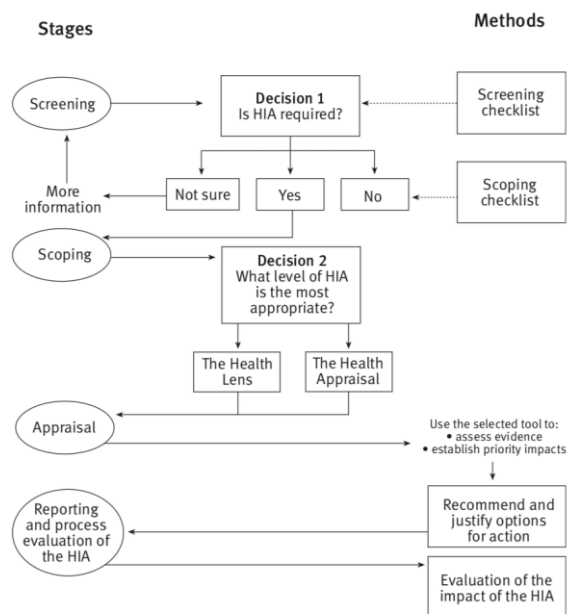 Stages
Methods
Screening
Decision 1
Is HIA required?
Screening
checklist
More
information
Not sure
Yes
No
Scoping
checklist
Scoping
Decision 2
What level of HIA
is the most
appropriate?
The Health
Lens
The Health
Appraisal
Appraisal
Use the selected tool to:
• assess evidence
• establish priority impacts
Reporting
and process
evaluation of
the HIA
Recommend and
justify options
for action
Evaluation of the
impact of the HIA